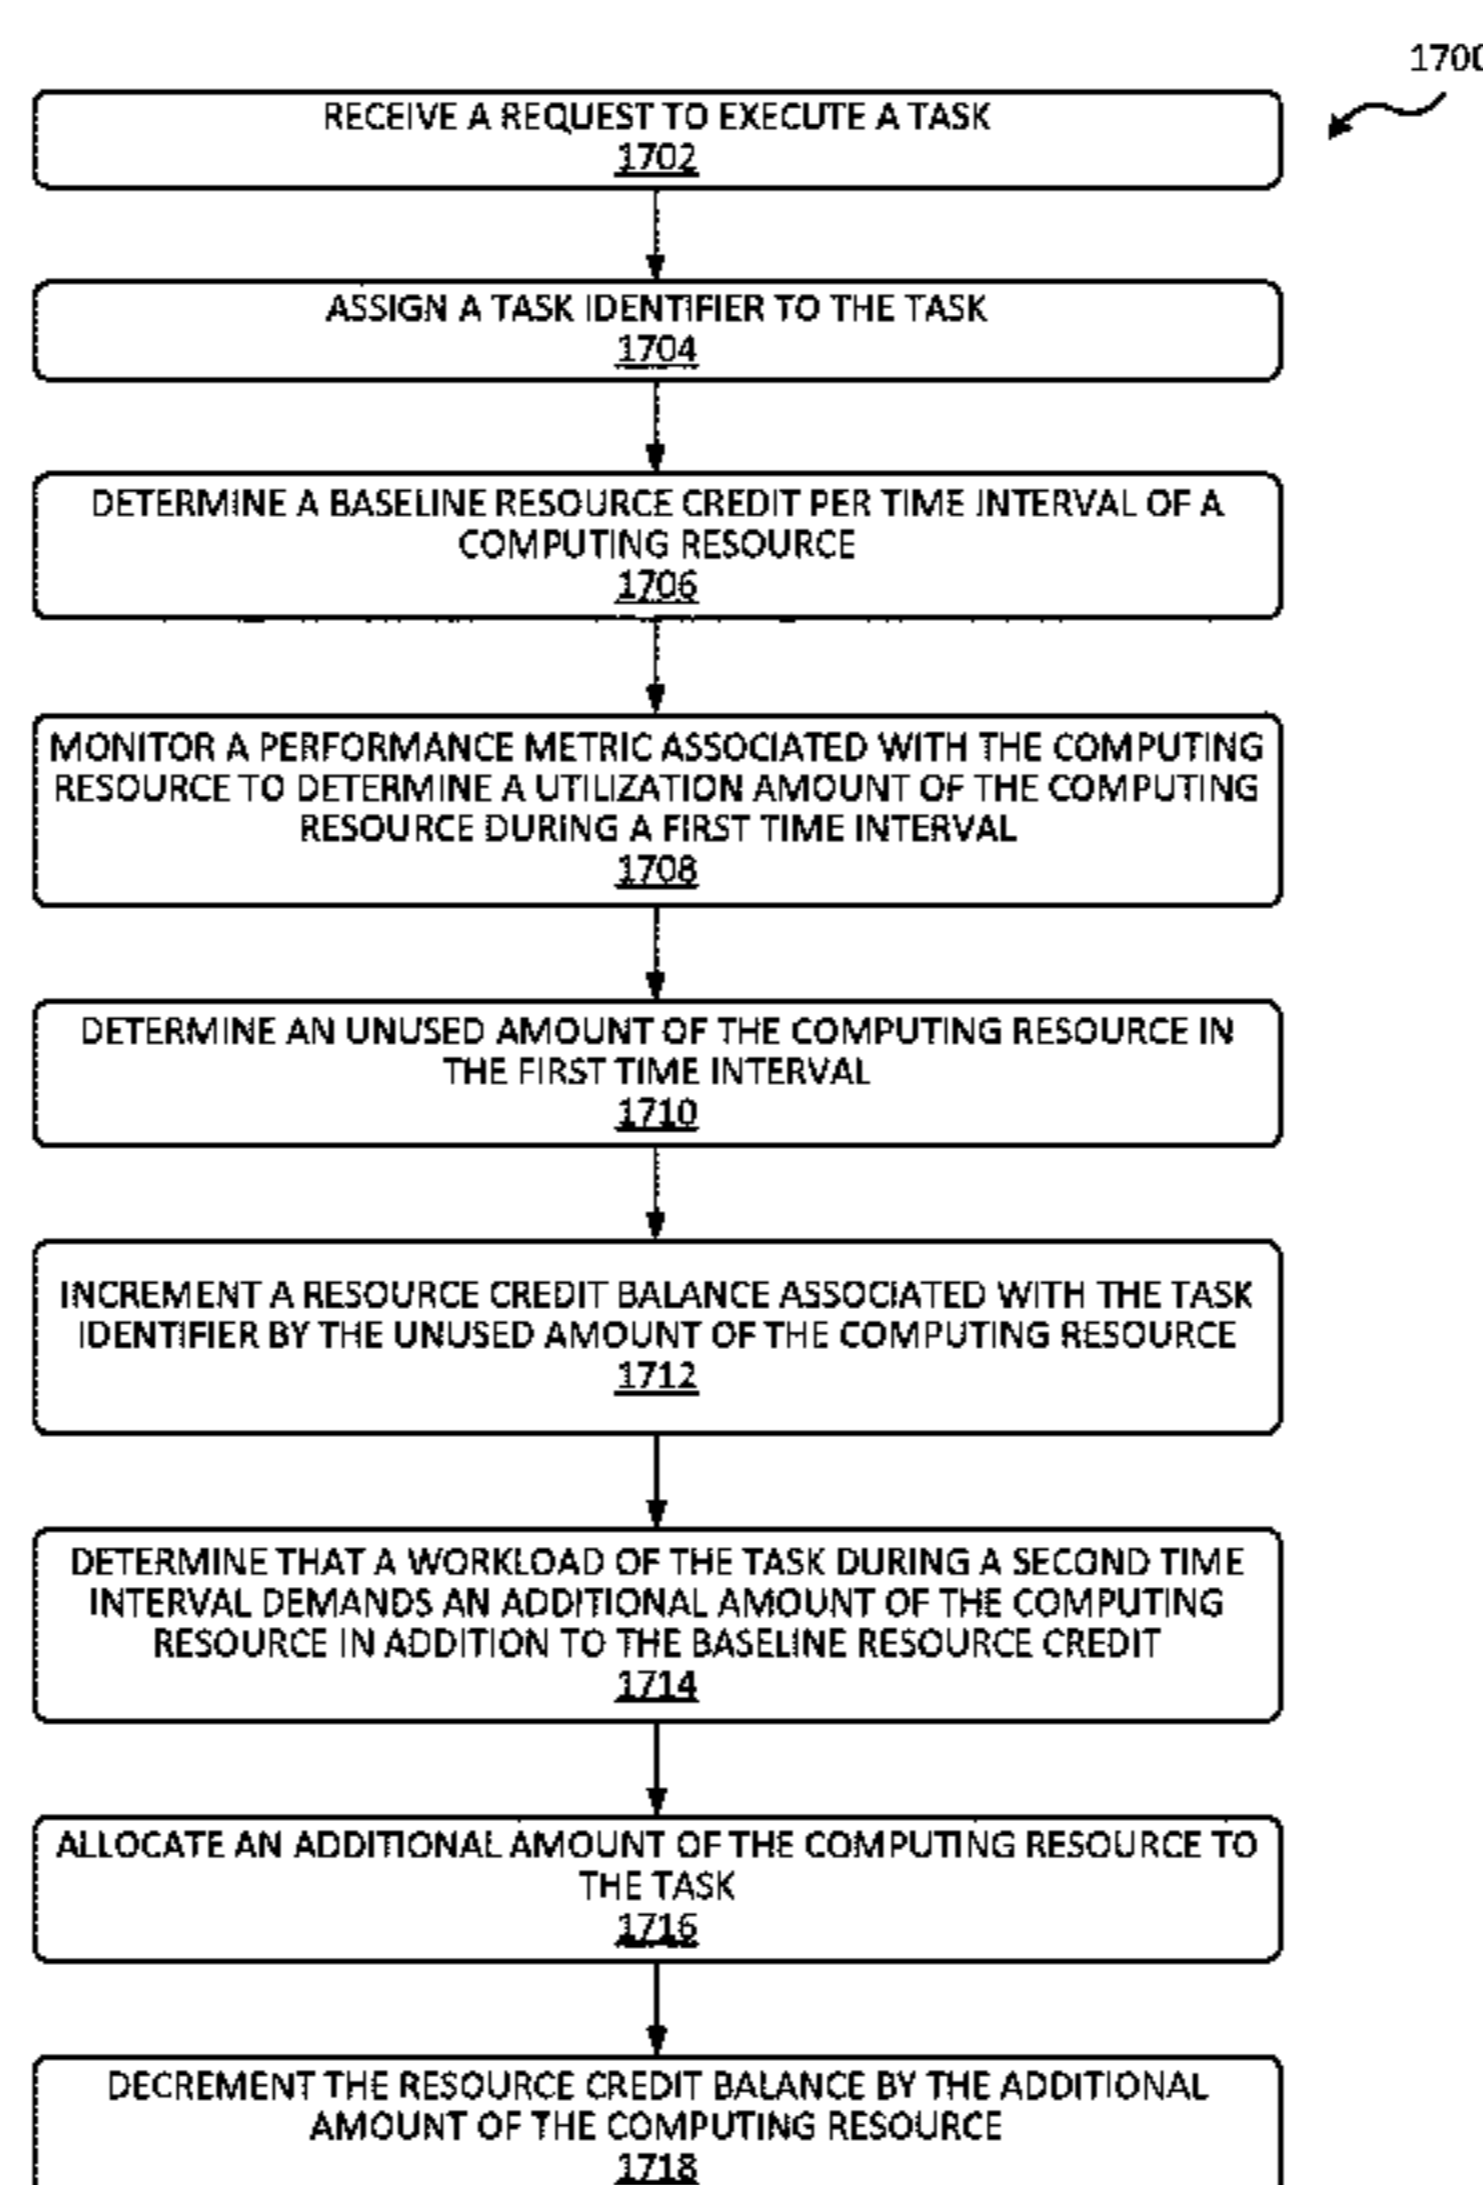 1700
RECEIVE A REQUEST TO EXECUTE A TASK
1702
ASSIGN A TASK IDENTIFIER TO THE TASK
1704
DETERMINE A BASELINE RESOURCE CREDIT PER TIME INTERVAL OF A
COMPUTING RESOURCE
1706
MONITOR A PERFORMANCE METRIC ASSOCIATED WITH THE COMPUTING
RESOURCE TO DETERMINE A UTILIZATION AMOUNT OF THE COMPUTING
RESOURCE DURING A FIRST TIME INTERVAL
1708
DETERMINE AN UNUSED AMOUNT OF THE COMPUTING RESOURCE IN
THE FIRST TIME INTERVAL
1710
INCREMENT A RESOURCE CREDIT BALANCE ASSOCIATED WITH THE TASK
IDENTIFIER BY THE UNUSED AMOUNT OF THE COMPUTING RESOURCE
1712
DETERMINE THAT A WORKLOAD OF THE TASK DURING A SECOND TIME
INTERVAL DEMANDS AN ADDITIONAL AMOUNT OF THE COMPUTING
RESOURCE IN ADDITION TO THE BASELINE RESOURCE CREDIT
1714
ALLOCATE AN ADDITIONAL AMOUNT OF THE COMPUTING RESOURCE TO
THE TASK
1716
DECREMENT THE RESOURCE CREDIT BALANCE BY THE ADDITIONAL
AMOUNT OF THE COMPUTING RESOURCE
1718